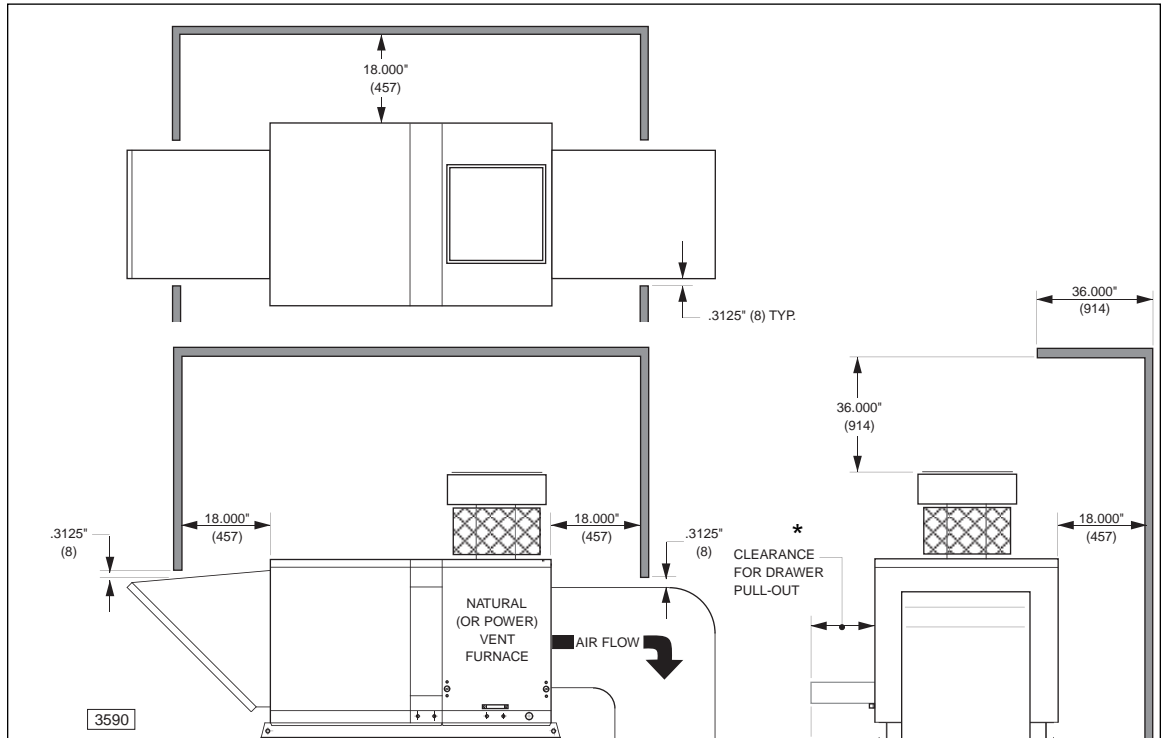 18.000"
(457)
.3125" (8) TYP.
36.000"
(914)
36.000"
(914)
.3125"
(8)
18.000"
(457)
18.000"
(457)
.3125"
(8)
*
CLEARANCE
FOR DRAWER
PULL-OUT
18.000"
(457)
NATURAL
(OR POWER)
VENT
FURNACE
AIR FLOW
3590